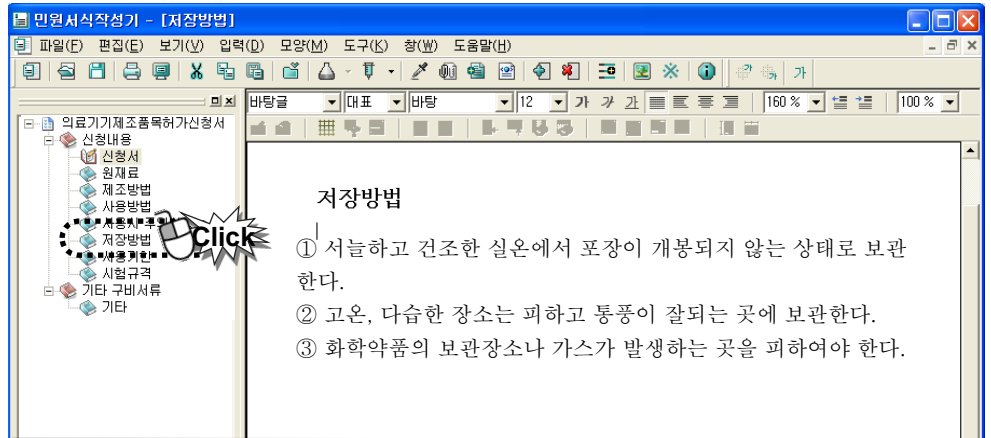 민원서식작성기 - [저장방법]
파일(F) 편집(E) 보기(V) 입력(D) 모양(M) 도구(K) 창(W) 도움말(H)
바탕글 대표 바탕 12 가 가 가 160 % 100 %
의료기기제조품목허가신청서
신청내용
신청서
원재료
제조방법
사용방법
저장방법
Click
사용기한
시험규격
기타 구비서류
기타
저장방법
① 서늘하고 건조한 실온에서 포장이 개봉되지 않는 상태로 보관
한다.
② 고온, 다습한 장소는 피하고 통풍이 잘되는 곳에 보관한다.
③ 화학약품의 보관장소나 가스가 발생하는 곳을 피하여야 한다.